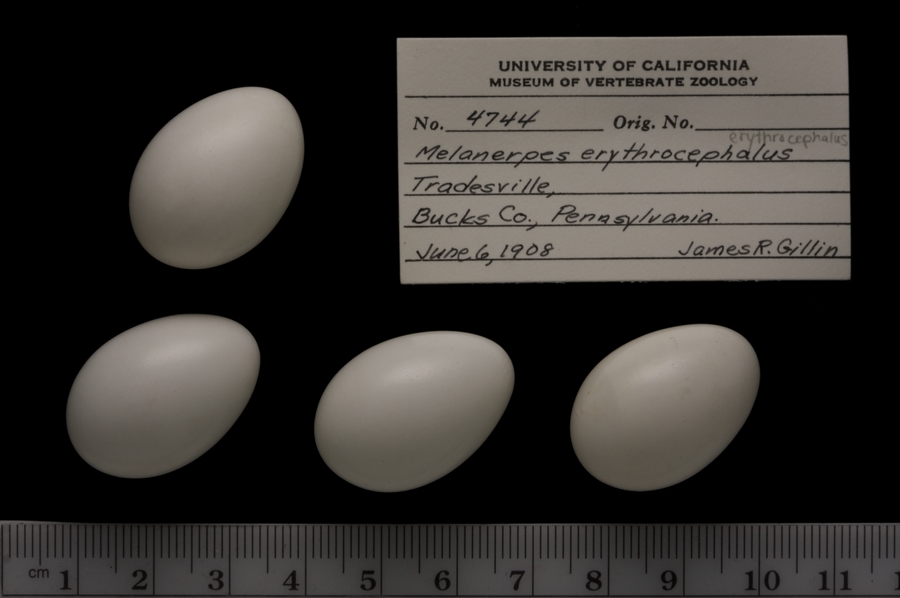 UNIVERSITY OF CALIFORNIA
MUSEUM OF VERTEBRATE ZOOLOGY
No. 4744 Orig. No.
erythrocephalus
Melanerpes erythrocephalus
Tradesville,
Bucks Co., Pennsylvania.
June 6, 1908 James R. Gillin
cm 1 2 3 4 5 6 7 8 9 10 11